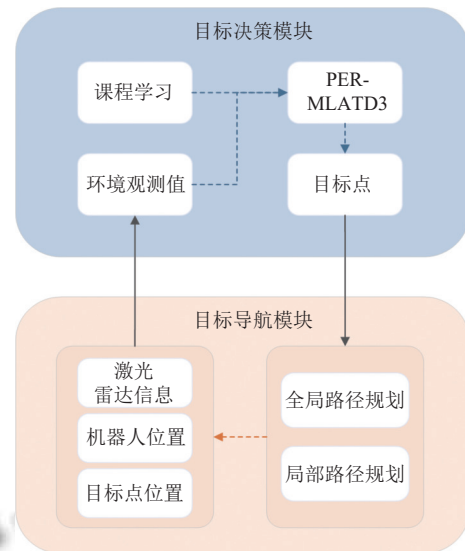 目标决策模块
课程学习
PER-
MLATD3
环境观测值
目标点
目标导航模块
激光
雷达信息
机器人位置
目标点位置
全局路径规划
局部路径规划